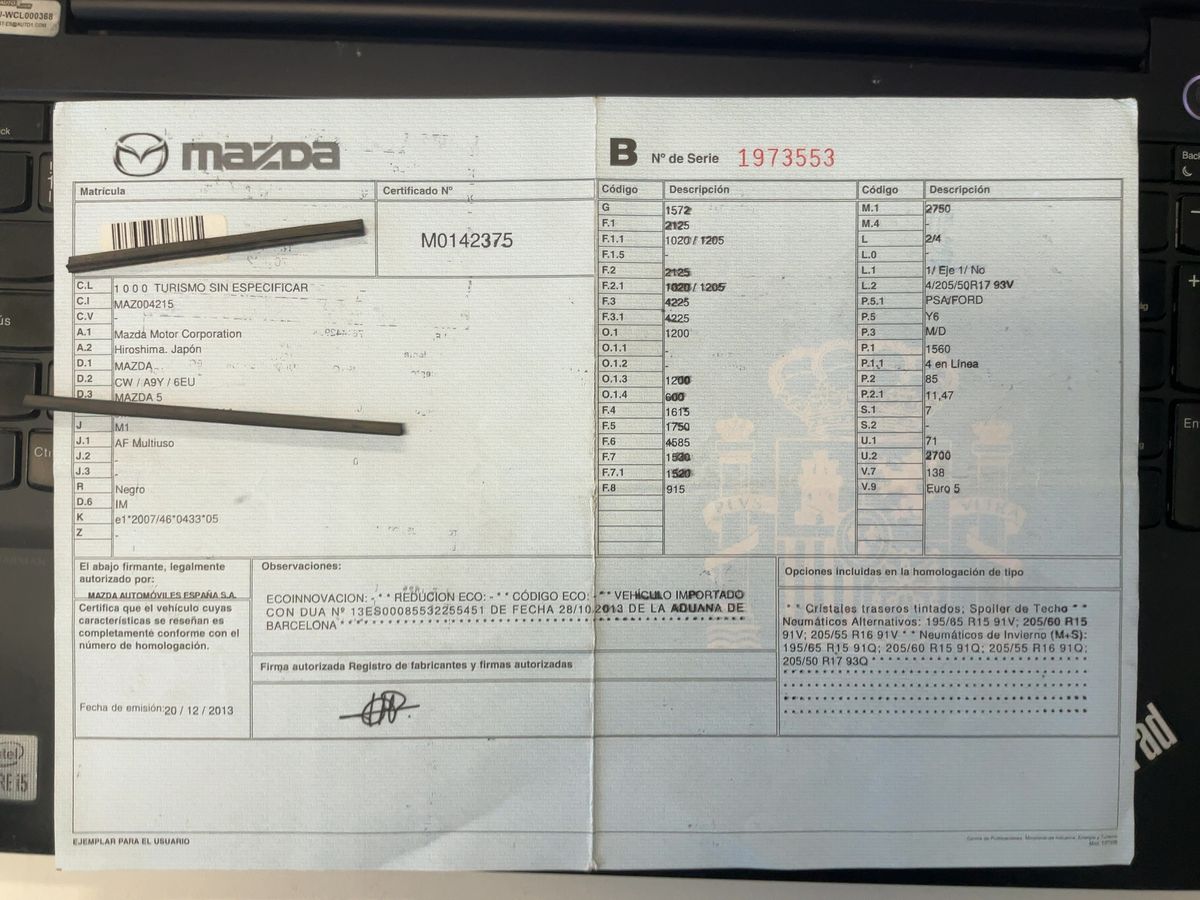 U-WCL000368
mazda
B Nº de Serie 1973553
Matrícula
Certificado Nº
M0142375
C.L 1000 TURISMO SIN ESPECIFICAR
C.I MAZ004215
C.V -
A.1 Mazda Motor Corporation
A.2 Hiroshima. Japón
D.1 MAZDA
D.2 CW / A9Y / 6EU
D.3 MAZDA 5
J M1
J.1 AF Multiuso
J.2 -
J.3 -
R Negro
D.6 IM
K e1*2007/46*0433*05
Z -
Código Descripción
G 1572
F.1 2125
F.1.1 1020 / 1205
F.1.5 -
F.2 2125
F.2.1 1020 / 1205
F.3 4225
F.3.1 4225
O.1 1200
O.1.1 -
O.1.2 -
O.1.3 1200
O.1.4 600
F.4 1615
F.5 1750
F.6 4585
F.7
F.7.1 1520
F.8 915
Código Descripción
M.1 2750
M.4 -
L 2/4
L.0 -
L.1 1/ Eje 1/ No
L.2 4/205/50R17 93V
P.5.1 PSA/FORD
P.5 Y6
P.3 M/D
P.1 1560
P.1.1 4 en Línea
P.2 85
P.2.1 11,47
S.1 7
S.2 -
U.1 71
U.2 2700
V.7 138
V.9 Euro 5
PLVS
VLTRA
El abajo firmante, legalmente
autorizado por:
MAZDA AUTOMÓVILES ESPAÑA S.A.
Certifica que el vehículo cuyas
características se reseñan es
completamente conforme con el
número de homologación.
Fecha de emisión: 20 / 12 / 2013
Observaciones:
ECOINNOVACION: - * * REDUCION ECO: - * * CÓDIGO ECO: - * * VEHÍCULO IMPORTADO
CON DUA Nº 13ES00085532255451 DE FECHA 28/10.2013 DE LA ADUANA DE
BARCELONA
Firma autorizada Registro de fabricantes y firmas autorizadas
Opciones incluidas en la homologación de tipo
* * Cristales traseros tintados; Spoiler de Techo * *
Neumáticos Alternativos: 195/65 R15 91V; 205/60 R15
91V; 205/55 R16 91V * * Neumáticos de Invierno (M+S):
195/65 R15 91Q; 205/60 R15 91Q; 205/55 R16 91Q;
205/50 R17 93Q
EJEMPLAR PARA EL USUARIO